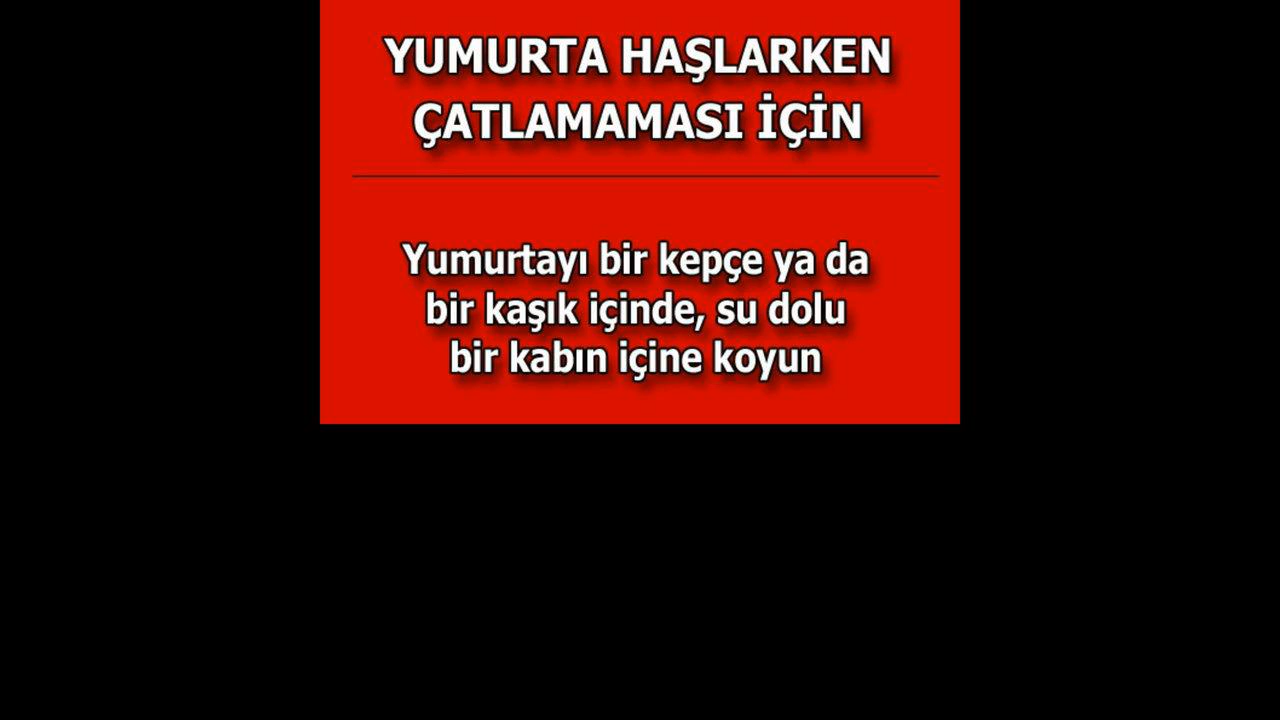 YUMURTA HAŞLARKEN
ÇATLAMAMASI İÇİN
Yumurtayı bir kepçe ya da
bir kaşık içinde, su dolu
bir kabın içine koyun